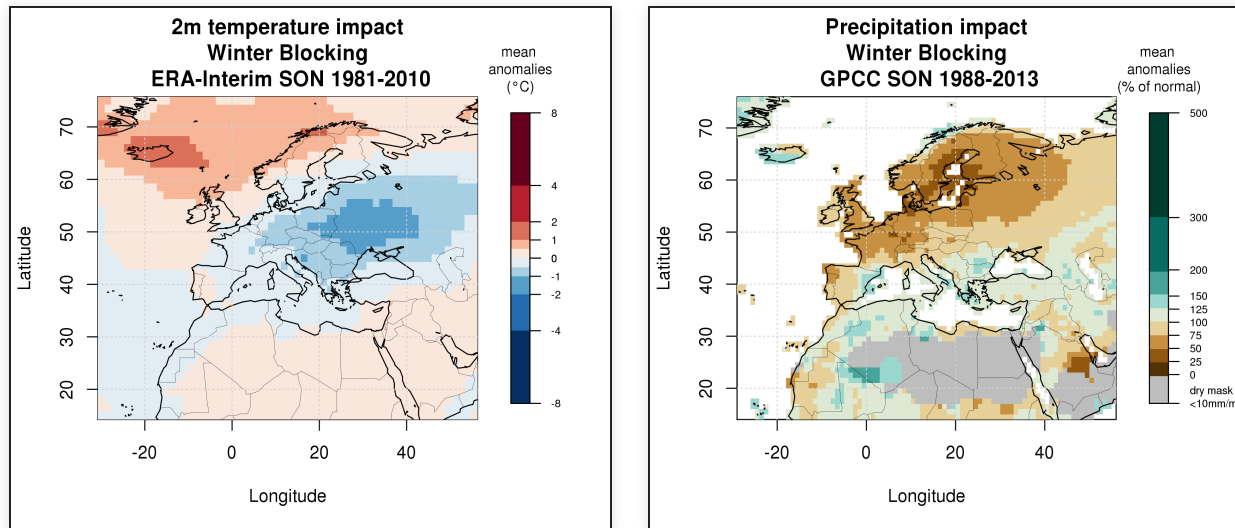 2m temperature impact
Winter Blocking
ERA-Interim SON 1981-2010
mean
anomalies
(°C)
8
4
2
1
0
-1
-2
-4
-8
Latitude
70
60
50
40
30
20
-20
0
20
40
Longitude
Precipitation impact
Winter Blocking
GPCC SON 1988-2013
mean
anomalies
(% of normal)
500
300
200
150
125
100
75
50
25
0
dry mask
<10mm/m
Latitude
70
60
50
40
30
20
-20
0
20
40
Longitude